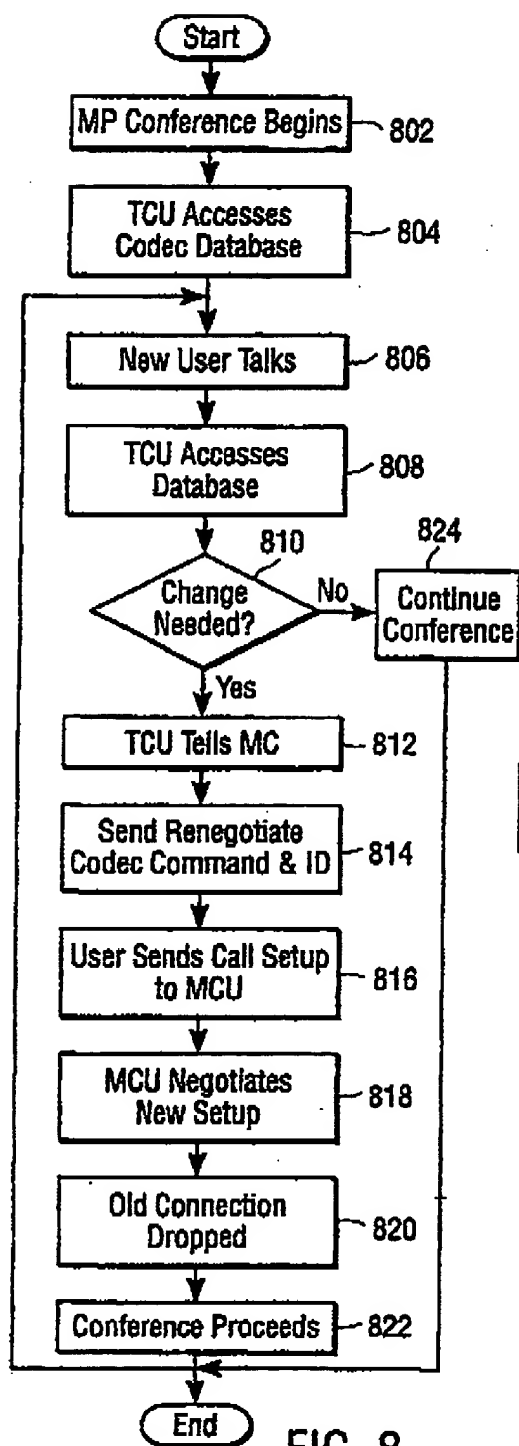 Start
MP Conference Begins
802
TCU Accesses
Codec Database
804
New User Talks
806
TCU Accesses
Database
808
810
Change
Needed?
No
824
Continue
Conference
Yes
TCU Tells MC
812
Send Renegotiate
Codec Command & ID
814
User Sends Call Setup
to MCU
816
MCU Negotiates
New Setup
818
Old Connection
Dropped
820
Conference Proceeds
822
End
FIG. 8